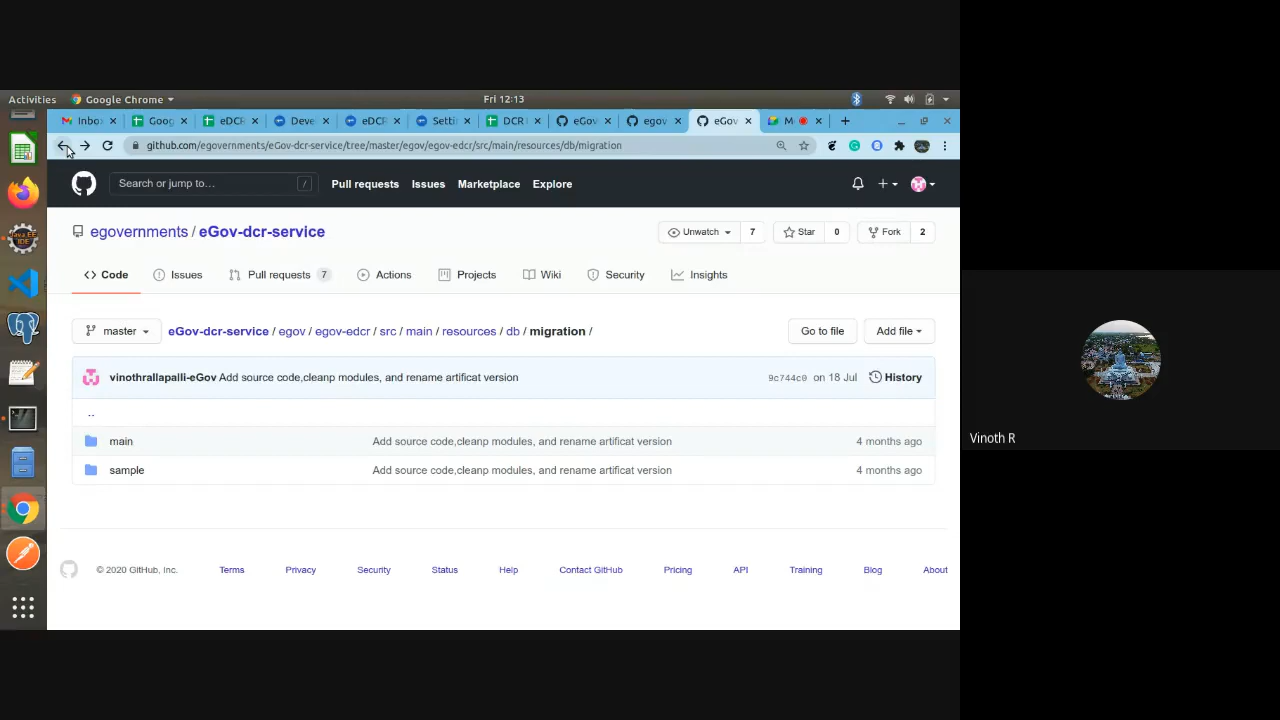 Activities Google Chrome Fri 12:13
Inbo Goog eDCR Deve eDCR Setti DCR eGov egov eGov M
github.com/egovernments/eGov-dcr-service/tree/master/egov/egov-edcr/src/main/resources/db/migration
Search or jump to... / Pull requests Issues Marketplace Explore
egovernments / eGov-dcr-service Unwatch 7 Star 0 Fork 2
<> Code Issues Pull requests 7 Actions Projects Wiki Security Insights
master eGov-dcr-service / egov / egov-edcr / src / main / resources / db / migration / Go to file Add file
vinothrallapalli-eGov Add source code,cleanp modules, and rename artificat version 9c744c0 on 18 Jul History
..
main Add source code,cleanp modules, and rename artificat version 4 months ago
Vinoth R
sample Add source code,cleanp modules, and rename artificat version 4 months ago
© 2020 GitHub, Inc. Terms Privacy Security Status Help Contact GitHub Pricing API Training Blog About